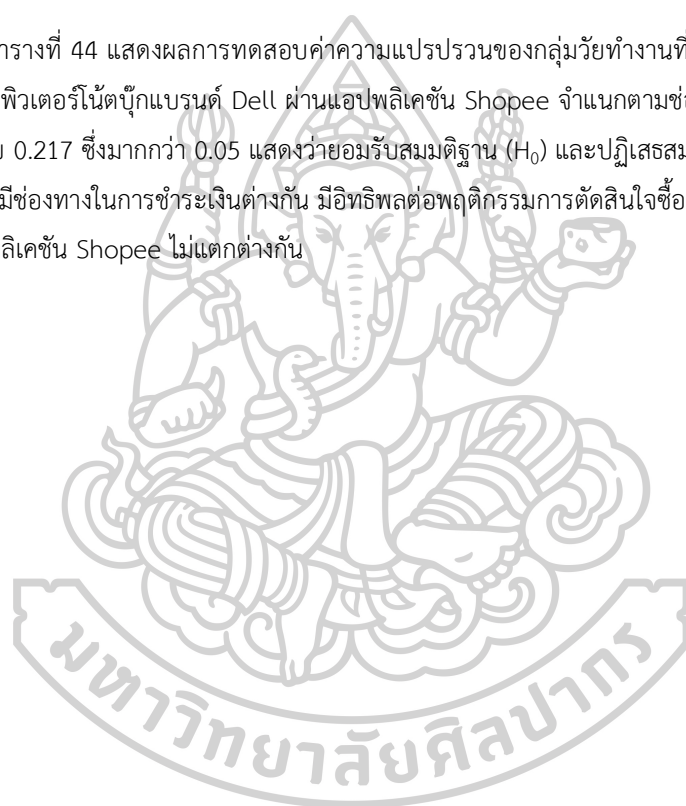 ารางที่ 44 แสดงผลการทดสอบค่าความแปรปรวนของกลุ่มวัยทำงานที่
พิวเตอร์โน้ตบุ๊กแบรนด์ Dell ผ่านแอปพลิเคชัน Shopee จำแนกตามช่
0.217 ซึ่งมากกว่า 0.05 แสดงว่ายอมรับสมมติฐาน (H₀) และปฏิเสธสม
มีช่องทางในการชำระเงินต่างกัน มีอิทธิพลต่อพฤติกรรมการตัดสินใจซื้อ
ลิเคชัน Shopee ไม่แตกต่างกัน
มหาวิทยาลัยศิลปากร